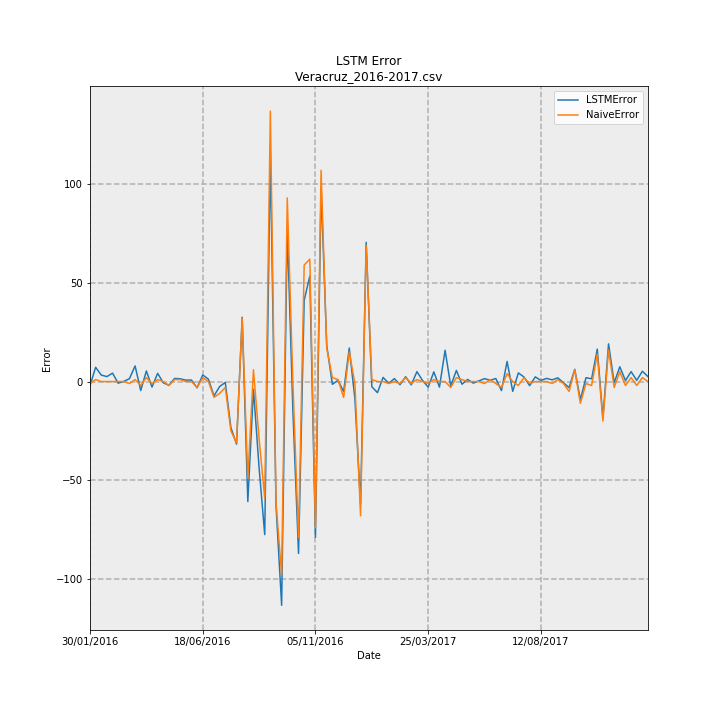 LSTM Error
Veracruz_2016-2017.csv
LSTMError
NaiveError
100
50
0
−50
−100
Error
30/01/2016
18/06/2016
05/11/2016
25/03/2017
12/08/2017
Date